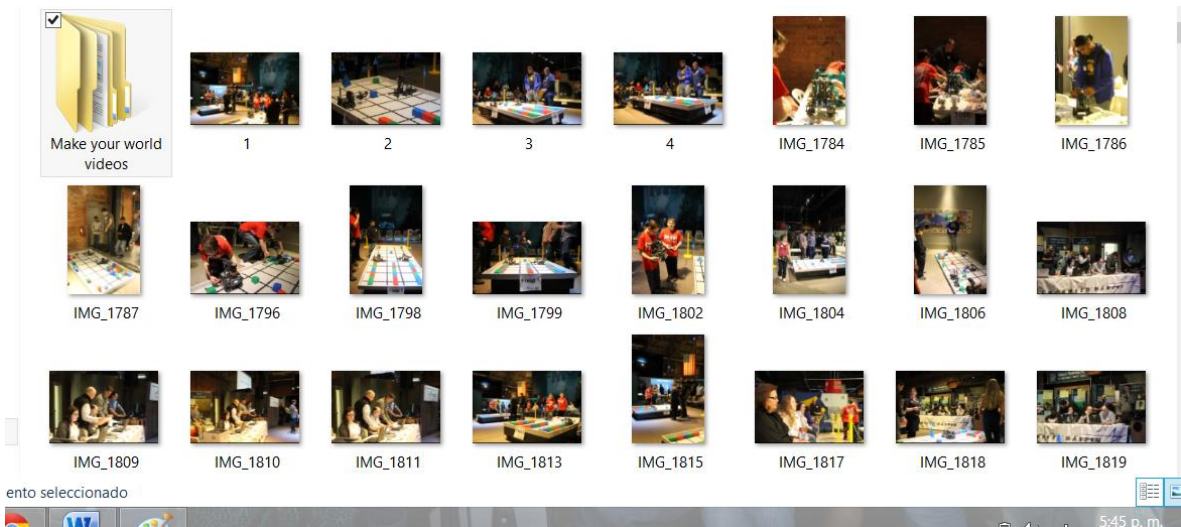 Make your world
videos
1
2
3
4
IMG_1784
IMG_1785
IMG_1786
IMG_1787
IMG_1796
IMG_1798
IMG_1799
IMG_1802
IMG_1804
IMG_1806
IMG_1808
IMG_1809
IMG_1810
IMG_1811
IMG_1813
IMG_1815
IMG_1817
IMG_1818
IMG_1819
ento seleccionado
W
5:45 p. m.